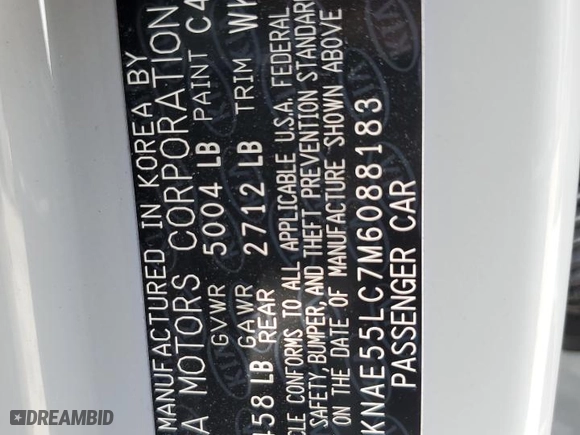 MANUFACTURED IN KOREA BY
A MOTORS CORPORATION
GVWR 5004 LB PAINT C4
GAWR
458 LB REAR 2712 LB TRIM WK
CLE CONFORMS TO ALL APPLICABLE U.S.A. FEDERAL
SAFETY, BUMPER, AND THEFT PREVENTION STANDAR
ON THE DATE OF MANUFACTURE SHOWN ABOVE
KNAE55LC7M6088183
PASSENGER CAR
KIA
DREAMBID